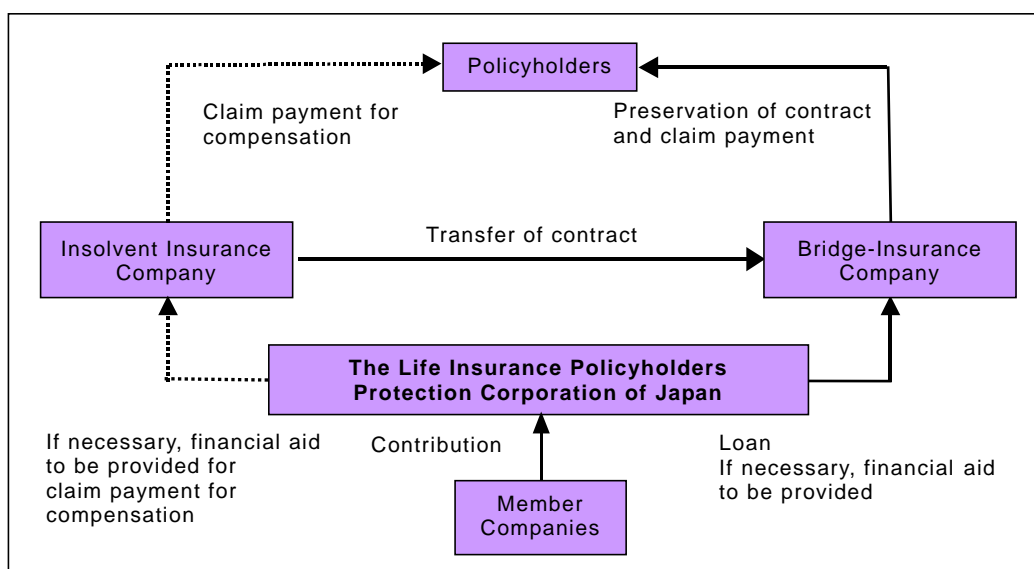 Policyholders
Claim payment for
compensation
Preservation of contract
and claim payment
Insolvent Insurance
Company
Transfer of contract
Bridge-Insurance
Company
The Life Insurance Policyholders
Protection Corporation of Japan
If necessary, financial aid
to be provided for
claim payment for
compensation
Contribution
Loan
If necessary, financial aid
to be provided
Member
Companies